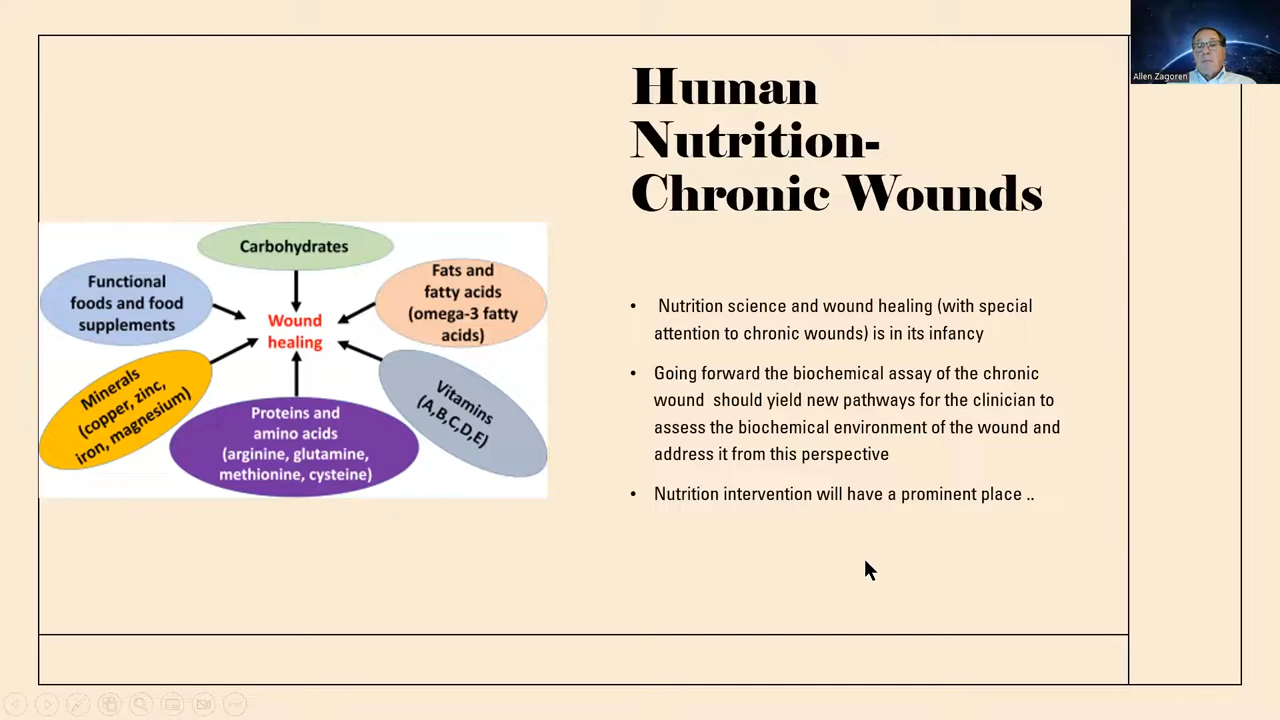 Allen Zagoren
Human
Nutrition-
Chronic Wounds
Carbohydrates
Functional
foods and food
supplements
Fats and
fatty acids
(omega-3 fatty
acids)
Wound
healing
Minerals
(copper, zinc,
iron, magnesium)
Proteins and
amino acids
(arginine, glutamine,
methionine, cysteine)
Vitamins
(A,B,C,D,E)
• Nutrition science and wound healing (with special
attention to chronic wounds) is in its infancy
• Going forward the biochemical assay of the chronic
wound should yield new pathways for the clinician to
assess the biochemical environment of the wound and
address it from this perspective
• Nutrition intervention will have a prominent place ..